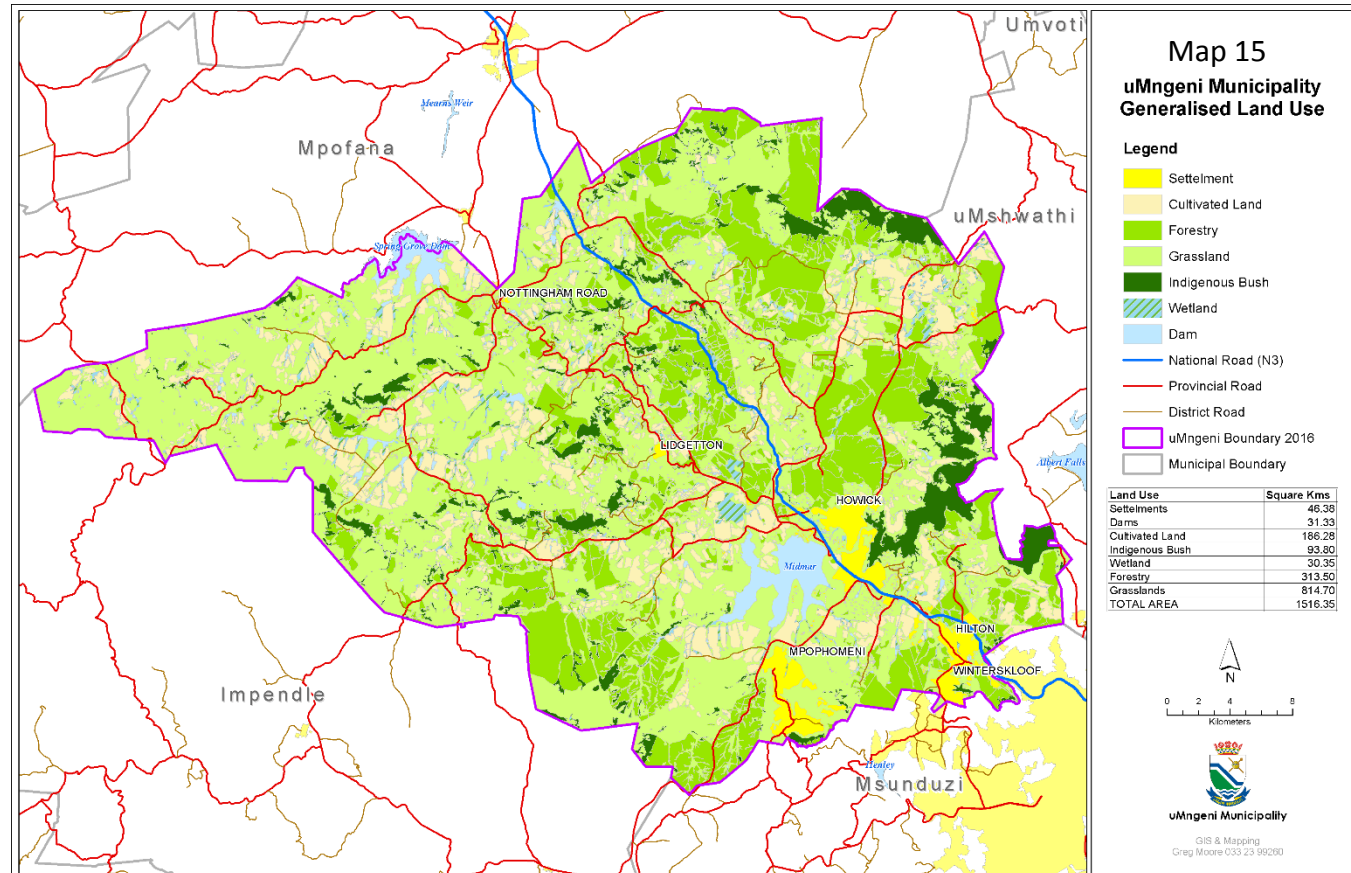 Umvoti
Mearns Weir
Mpofana
uMshwathi
Spring Grove Dam
NOTTINGHAM ROAD
LIDGETTON
Albert Falls
HOWICK
Midmar
HILTON
MPOPHOMENI
WINTERSKLOOF
Impendle
Henley
Msunduzi
Map 15
uMngeni Municipality
Generalised Land Use
Legend
Settelment
Cultivated Land
Forestry
Grassland
Indigenous Bush
Wetland
Dam
National Road (N3)
Provincial Road
District Road
uMngeni Boundary 2016
Municipal Boundary
Land Use Square Kms
Settelments 46.38
Dams 31.33
Cultivated Land 186.28
Indigenous Bush 93.80
Wetland 30.35
Forestry 313.50
Grasslands 814.70
TOTAL AREA 1516.35
N
0 2 4 8
Kilometers
uMngeni Municipality
GIS & Mapping
Greg Moore 033 23 99260